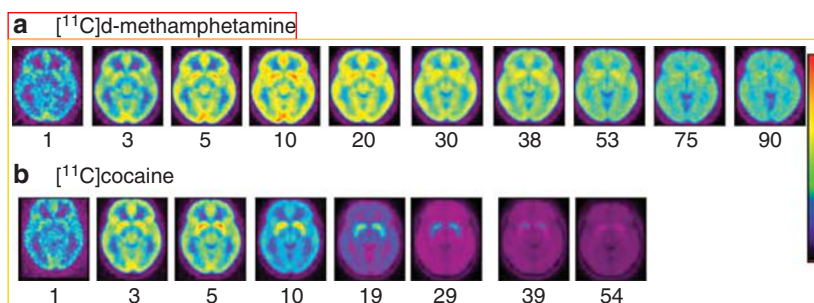 a [¹¹C]d-methamphetamine
1 3 5 10 20 30 38 53 75 90
b [¹¹C]cocaine
1 3 5 10 19 29 39 54